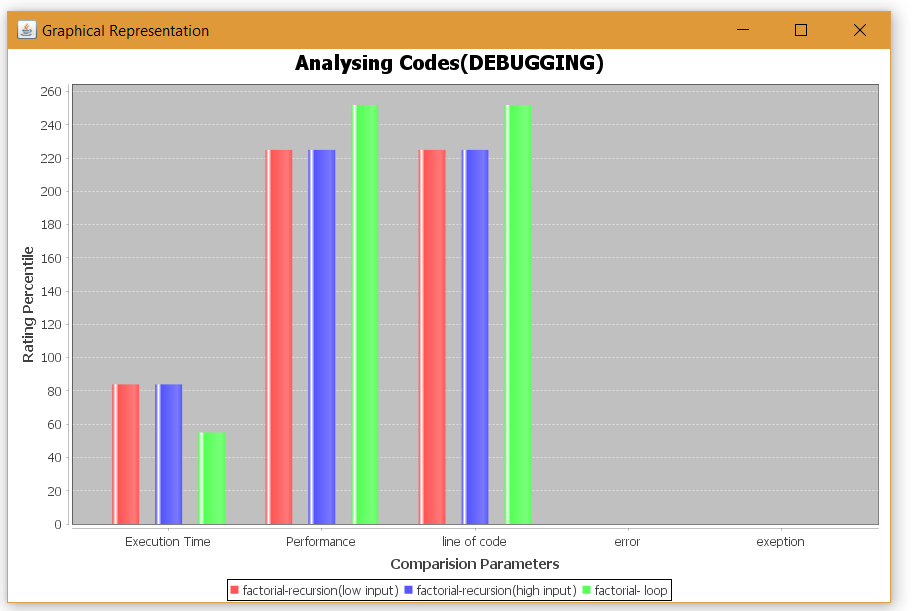 Graphical Representation
Analysing Codes(DEBUGGING)
260
240
220
200
180
160
140
120
100
80
60
40
20
0
Rating Percentile
Execution Time Performance line of code error exeption
Comparision Parameters
factorial-recursion(low input) factorial-recursion(high input) factorial- loop